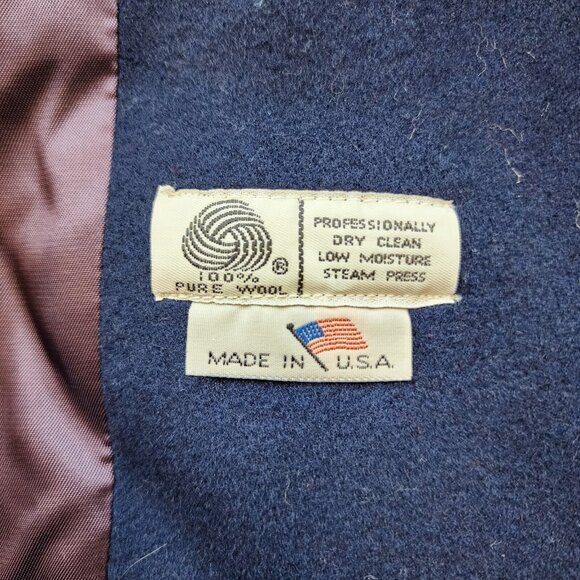 100%
PURE WOOL
®
PROFESSIONALLY
DRY CLEAN
LOW MOISTURE
STEAM PRESS
MADE IN U.S.A.